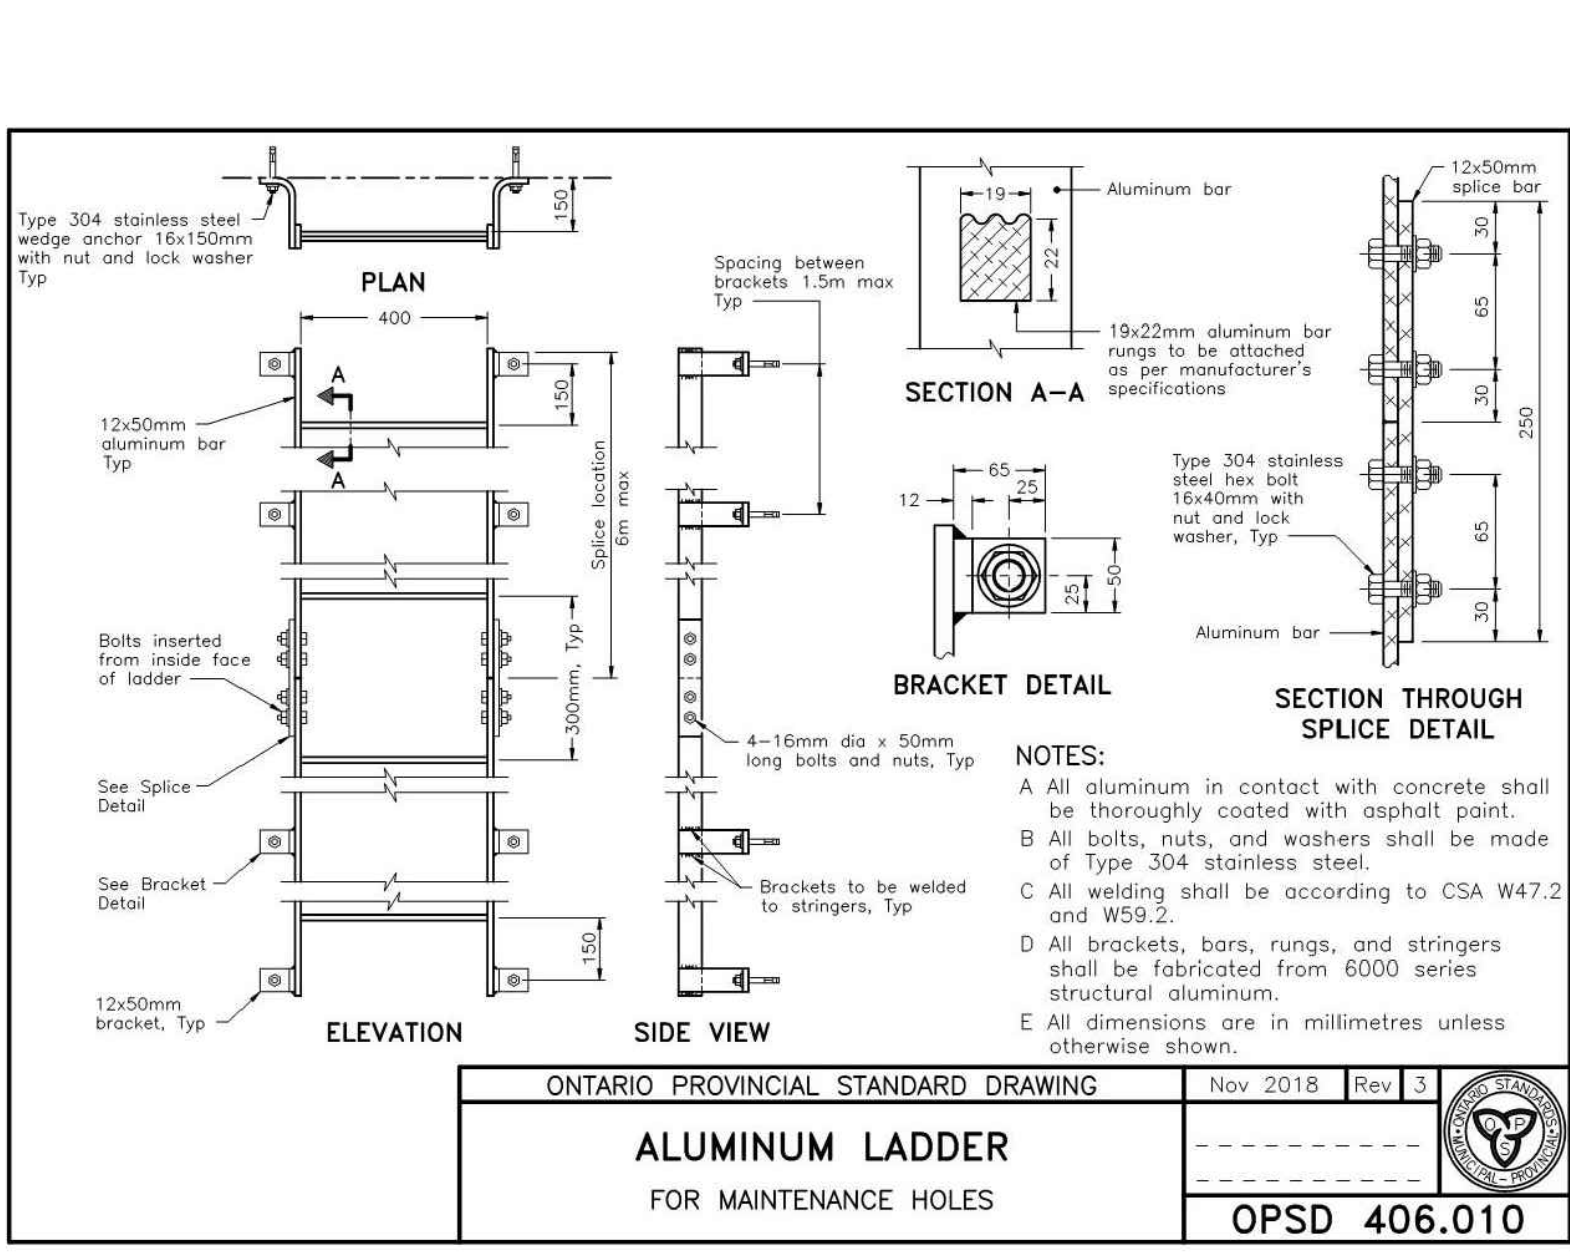 Type 304 stainless steel
wedge anchor 16x150mm
with nut and lock washer
Typ
150
PLAN
400
A
A
150
12x50mm
aluminum bar
Typ
Splice location
6m max
Bolts inserted
from inside face
of ladder
300mm, Typ
See Splice
Detail
See Bracket
Detail
150
12x50mm
bracket, Typ
ELEVATION
Spacing between
brackets 1.5m max
Typ
4-16mm dia x 50mm
long bolts and nuts, Typ
Brackets to be welded
to stringers, Typ
SIDE VIEW
19
Aluminum bar
22
19x22mm aluminum bar
rungs to be attached
as per manufacturer's
specifications
SECTION A-A
65
12
25
50
25
BRACKET DETAIL
12x50mm
splice bar
30
65
30
250
Type 304 stainless
steel hex bolt
16x40mm with
nut and lock
washer, Typ
65
30
Aluminum bar
SECTION THROUGH
SPLICE DETAIL
NOTES:
A All aluminum in contact with concrete shall
be thoroughly coated with asphalt paint.
B All bolts, nuts, and washers shall be made
of Type 304 stainless steel.
C All welding shall be according to CSA W47.2
and W59.2.
D All brackets, bars, rungs, and stringers
shall be fabricated from 6000 series
structural aluminum.
E All dimensions are in millimetres unless
otherwise shown.
ONTARIO PROVINCIAL STANDARD DRAWING
Nov 2018
Rev
3
ALUMINUM LADDER
FOR MAINTENANCE HOLES
OPSD 406.010
ONTARIO STANDARDS
MUNICIPAL - PROVINCIAL
O P
S